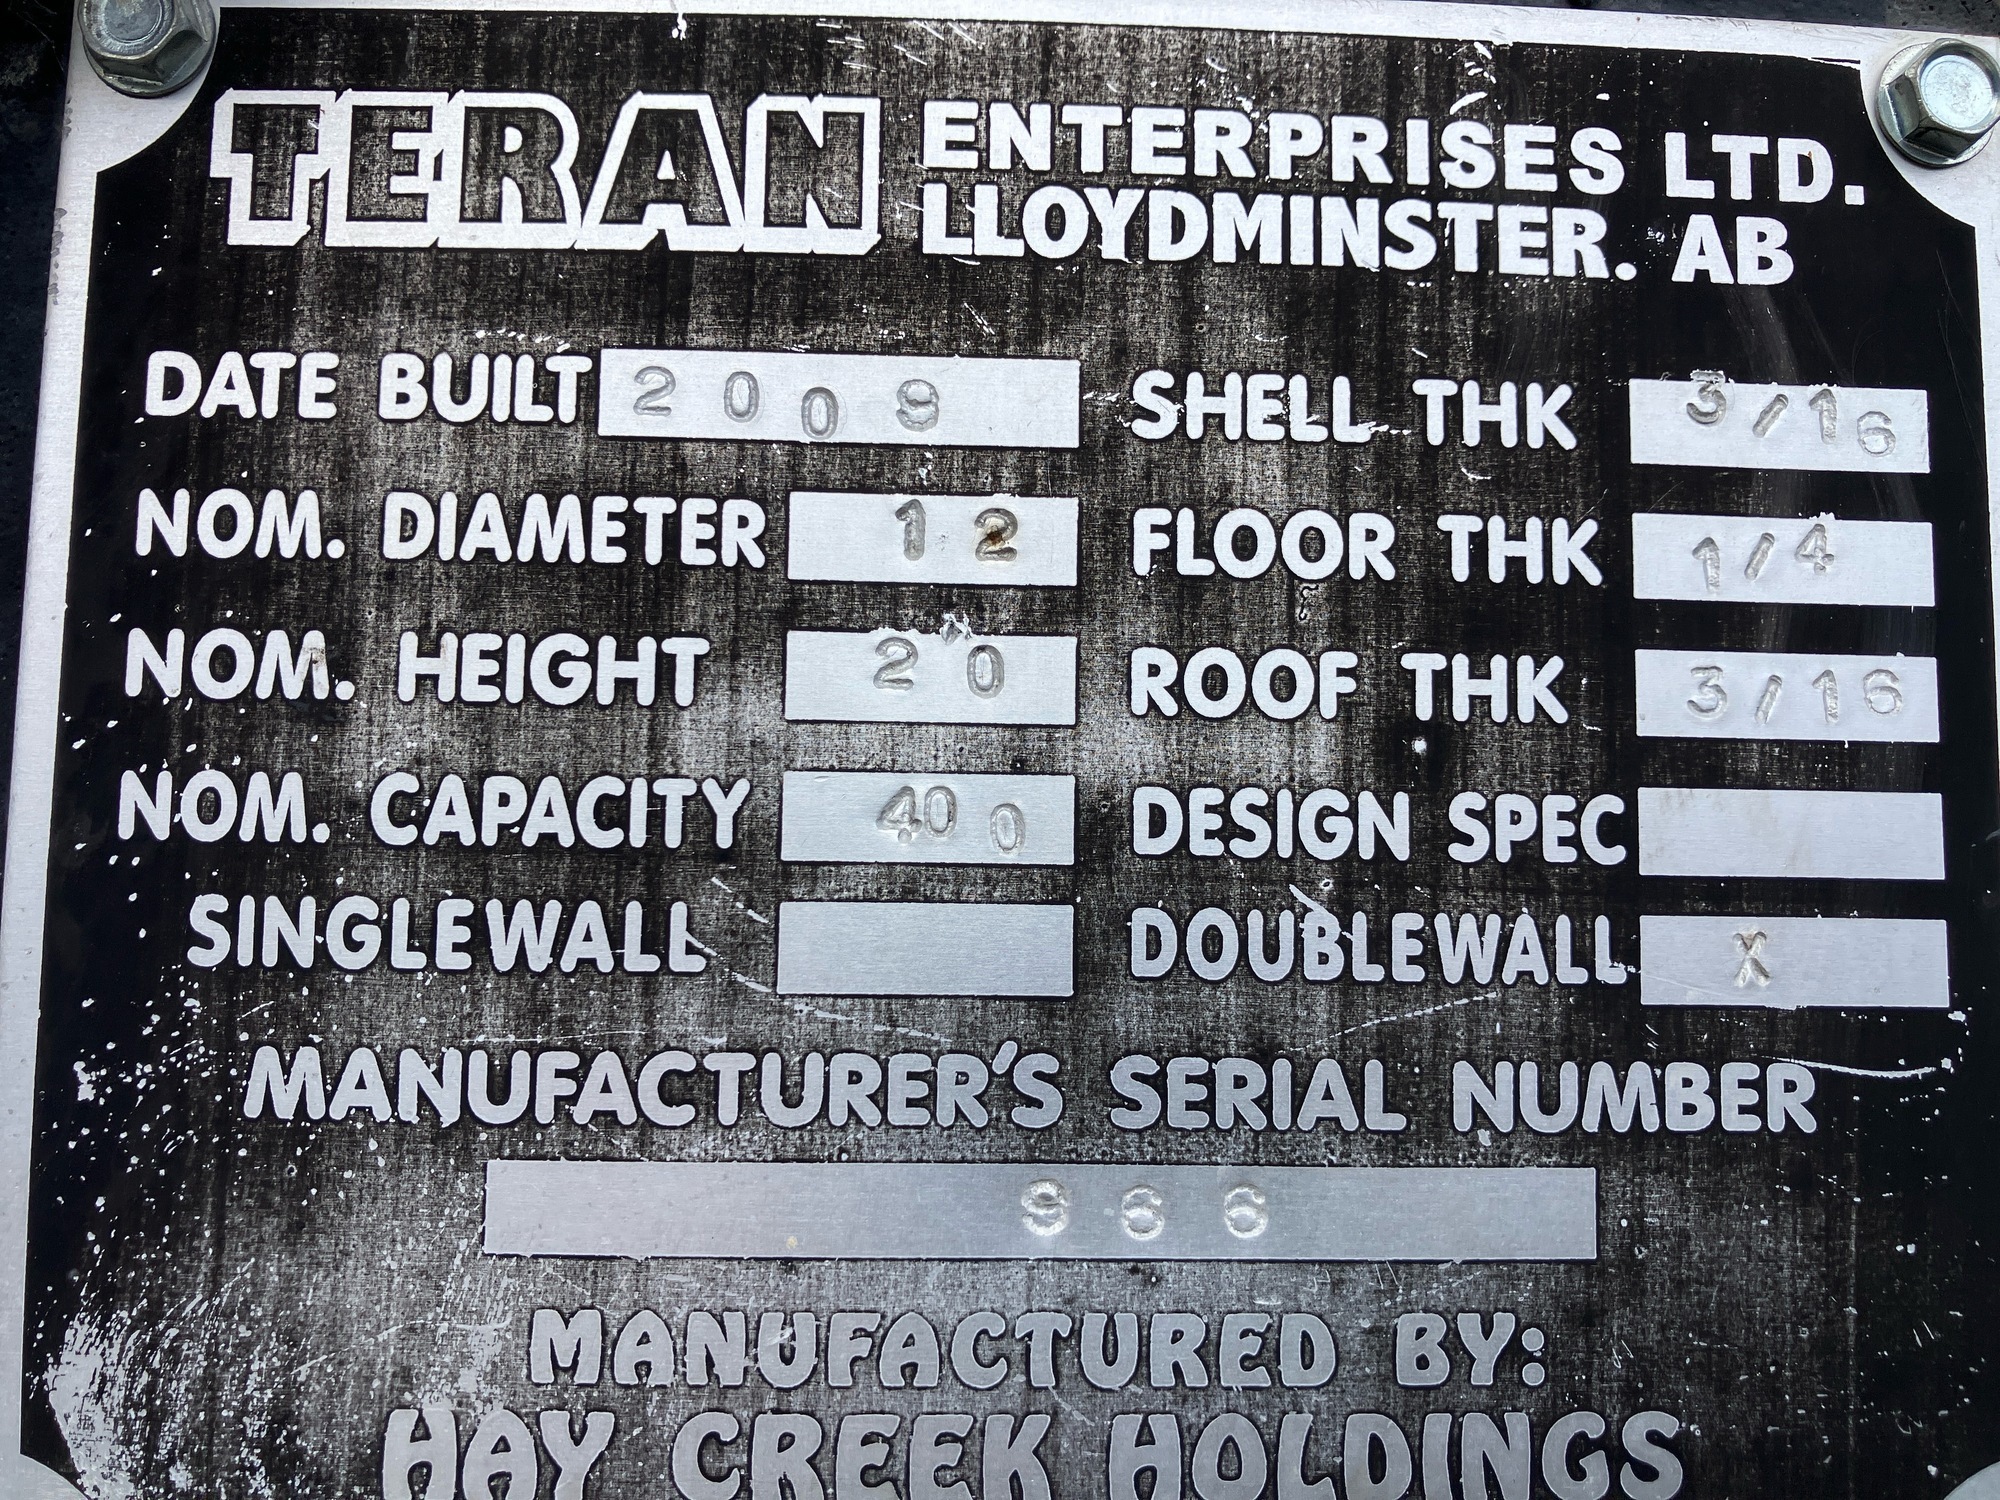 TERAN ENTERPRISES LTD.
LLOYDMINSTER. AB
DATE BUILT 2009 SHELL THK 3/16
NOM. DIAMETER 12 FLOOR THK 1/4
NOM. HEIGHT 20 ROOF THK 3/16
NOM. CAPACITY 400 DESIGN SPEC
SINGLEWALL DOUBLEWALL X
MANUFACTURER'S SERIAL NUMBER
966
MANUFACTURED BY:
HAY CREEK HOLDINGS